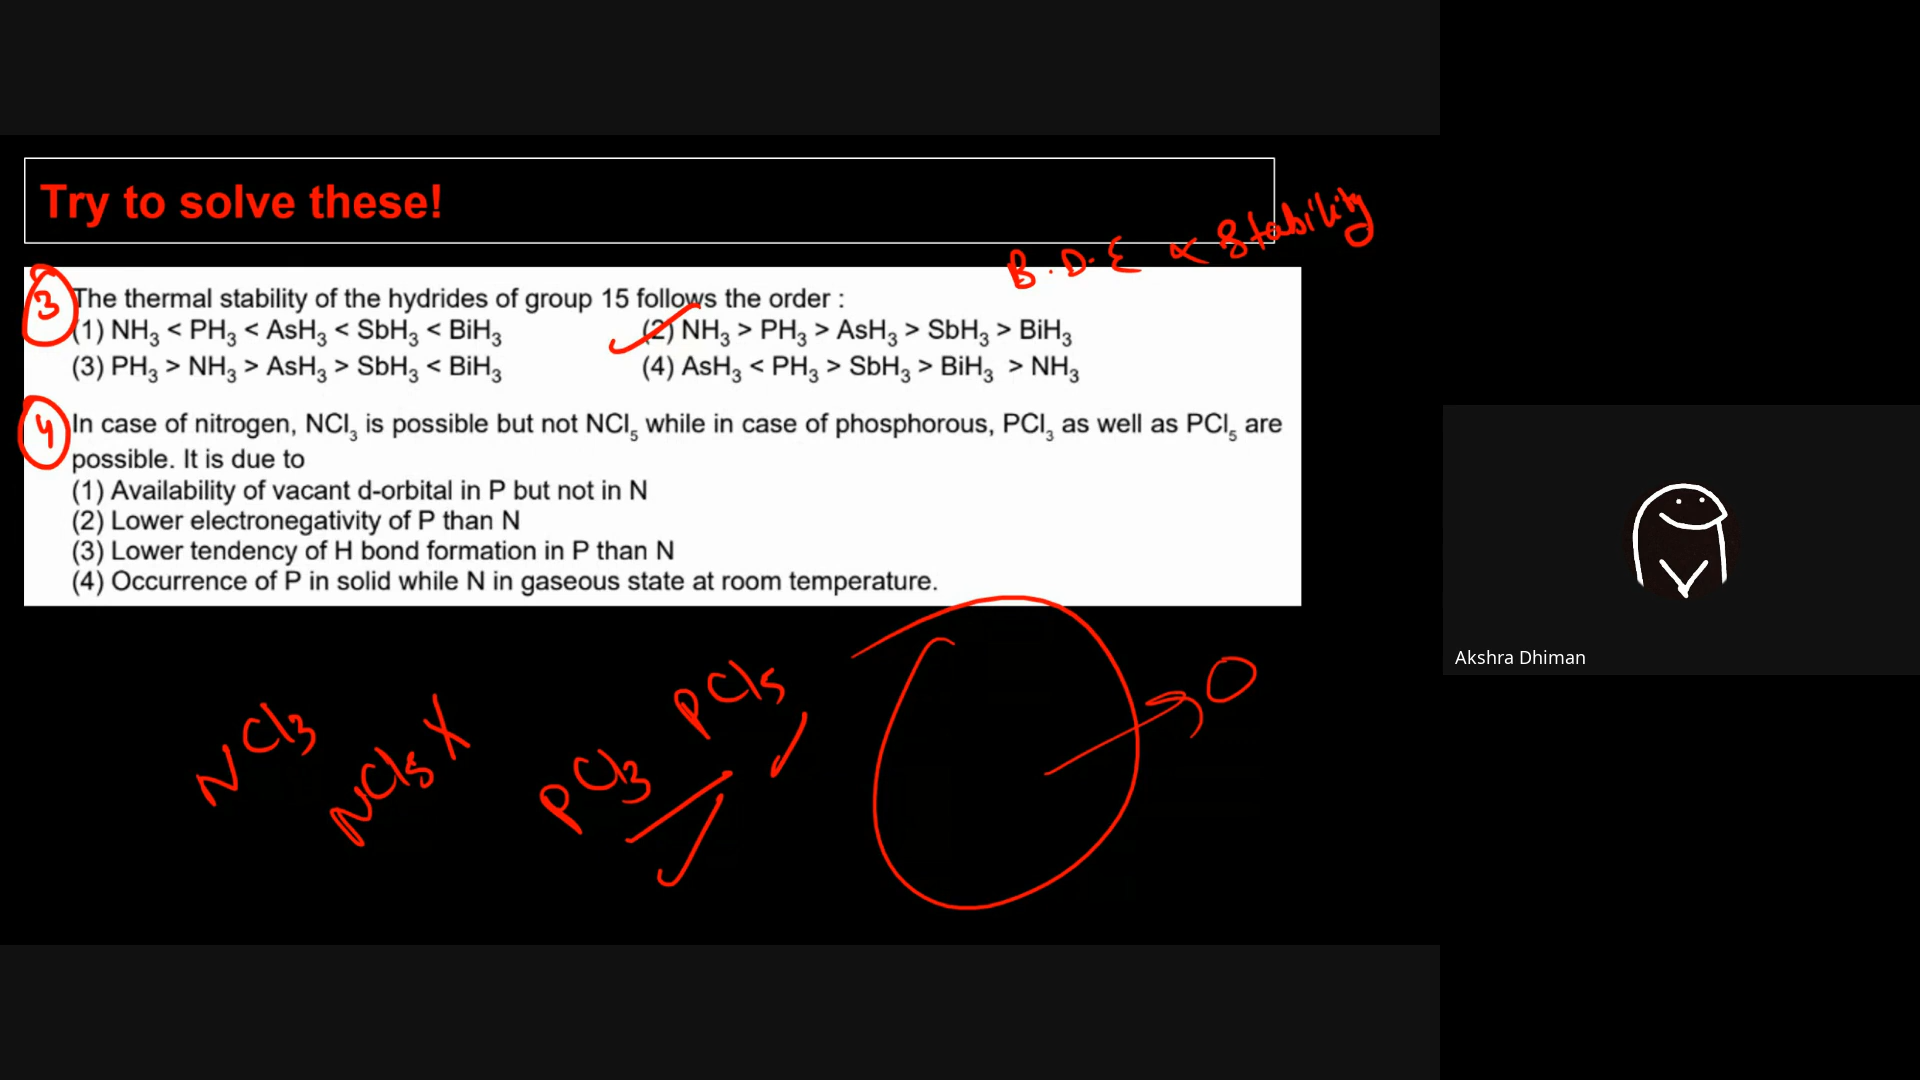 Try to solve these!
B.D.E ∝ Stability
3
The thermal stability of the hydrides of group 15 follows the order :
(1) NH₃ < PH₃ < AsH₃ < SbH₃ < BiH₃ (2) NH₃ > PH₃ > AsH₃ > SbH₃ > BiH₃
(3) PH₃ > NH₃ > AsH₃ > SbH₃ < BiH₃ (4) AsH₃ < PH₃ > SbH₃ > BiH₃ > NH₃
4
In case of nitrogen, NCl₃ is possible but not NCl₅ while in case of phosphorous, PCl₃ as well as PCl₅ are
possible. It is due to
(1) Availability of vacant d-orbital in P but not in N
(2) Lower electronegativity of P than N
(3) Lower tendency of H bond formation in P than N
(4) Occurrence of P in solid while N in gaseous state at room temperature.
NCl₃ NCl₅ X PCl₃ PCl₅ O
Akshra Dhiman